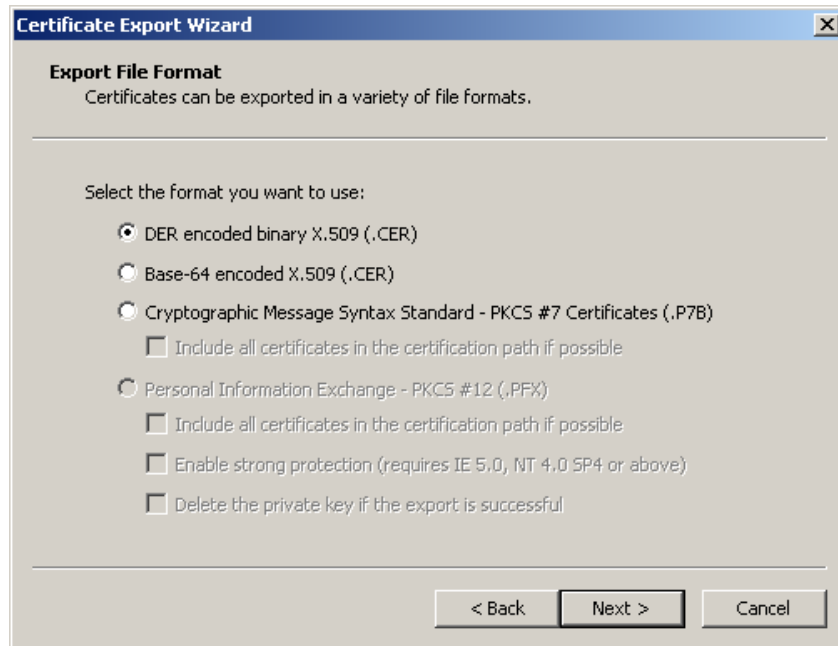 Certificate Export Wizard
Export File Format
Certificates can be exported in a variety of file formats.
Select the format you want to use:
DER encoded binary X.509 (.CER)
Base-64 encoded X.509 (.CER)
Cryptographic Message Syntax Standard - PKCS #7 Certificates (.P7B)
Include all certificates in the certification path if possible
Personal Information Exchange - PKCS #12 (.PFX)
Include all certificates in the certification path if possible
Enable strong protection (requires IE 5.0, NT 4.0 SP4 or above)
Delete the private key if the export is successful
< Back Next > Cancel